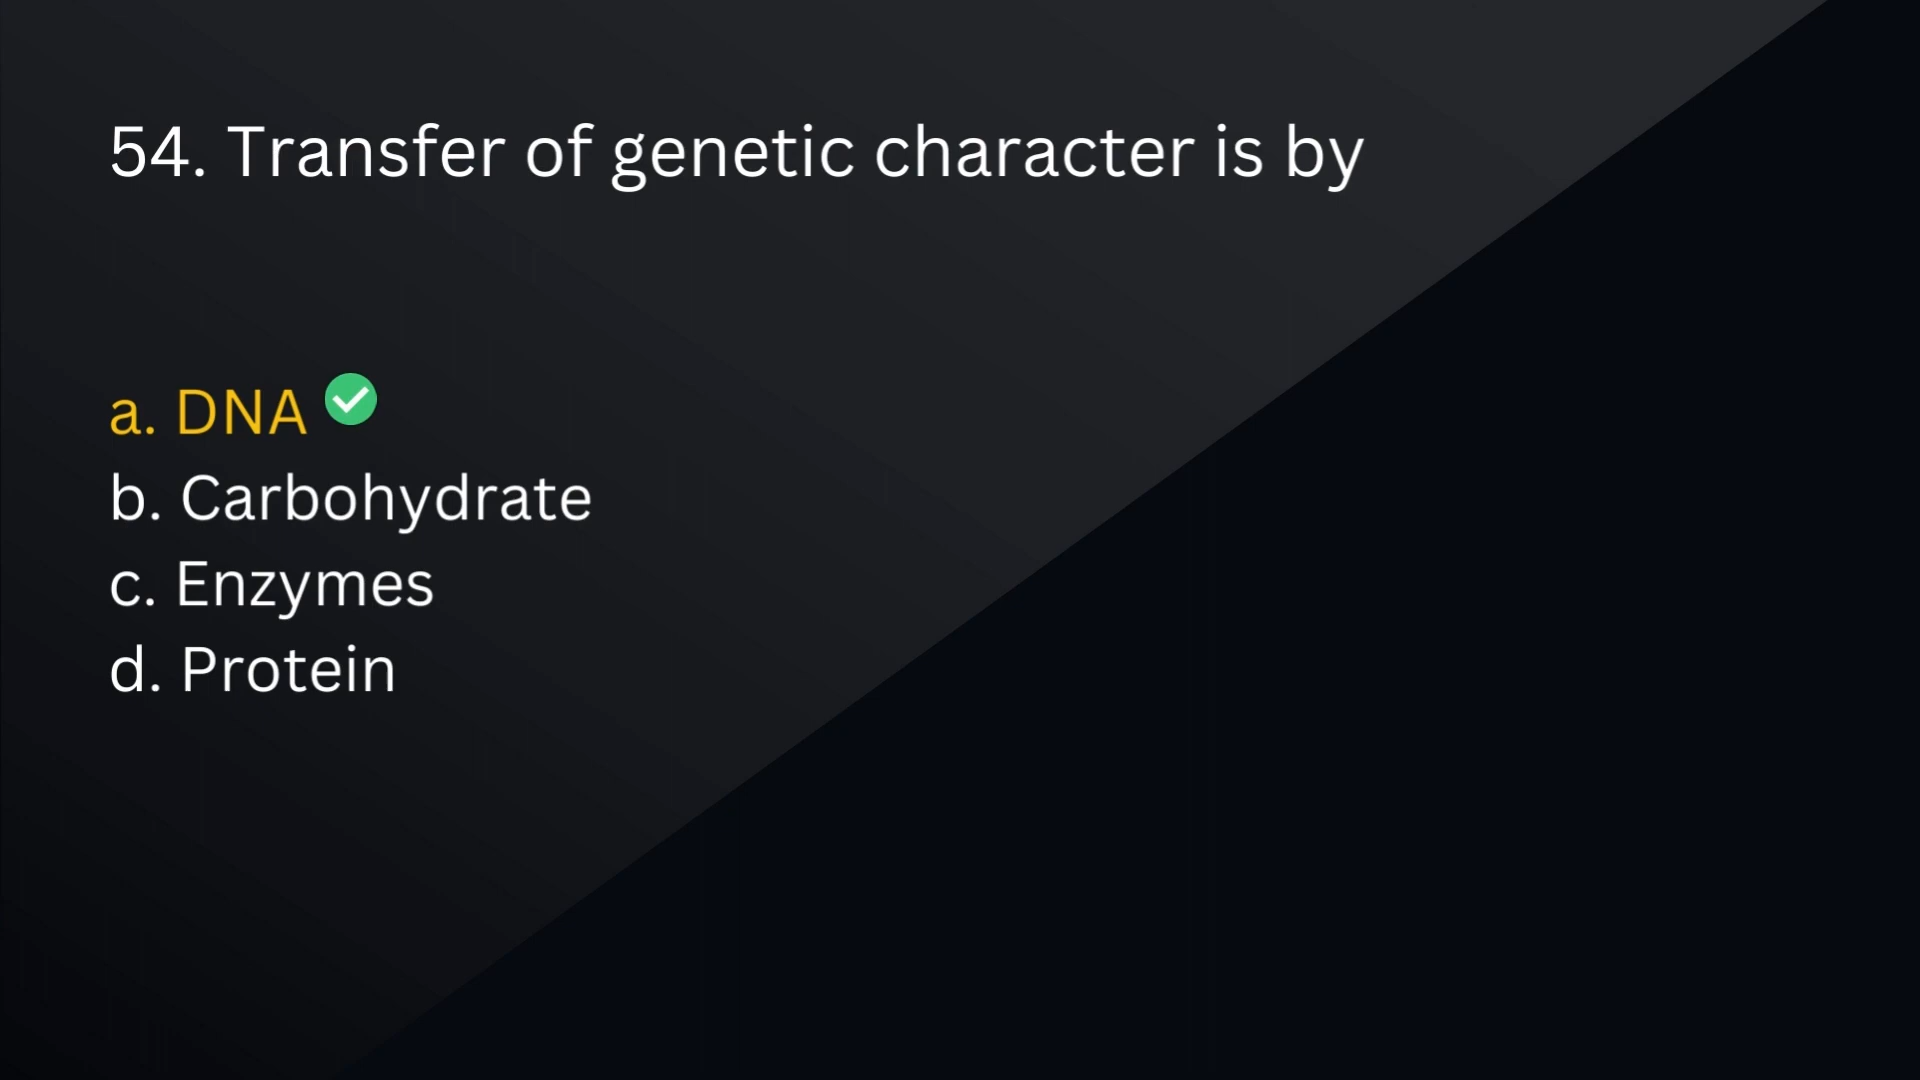 54. Transfer of genetic character is by
a. DNA
b. Carbohydrate
c. Enzymes
d. Protein